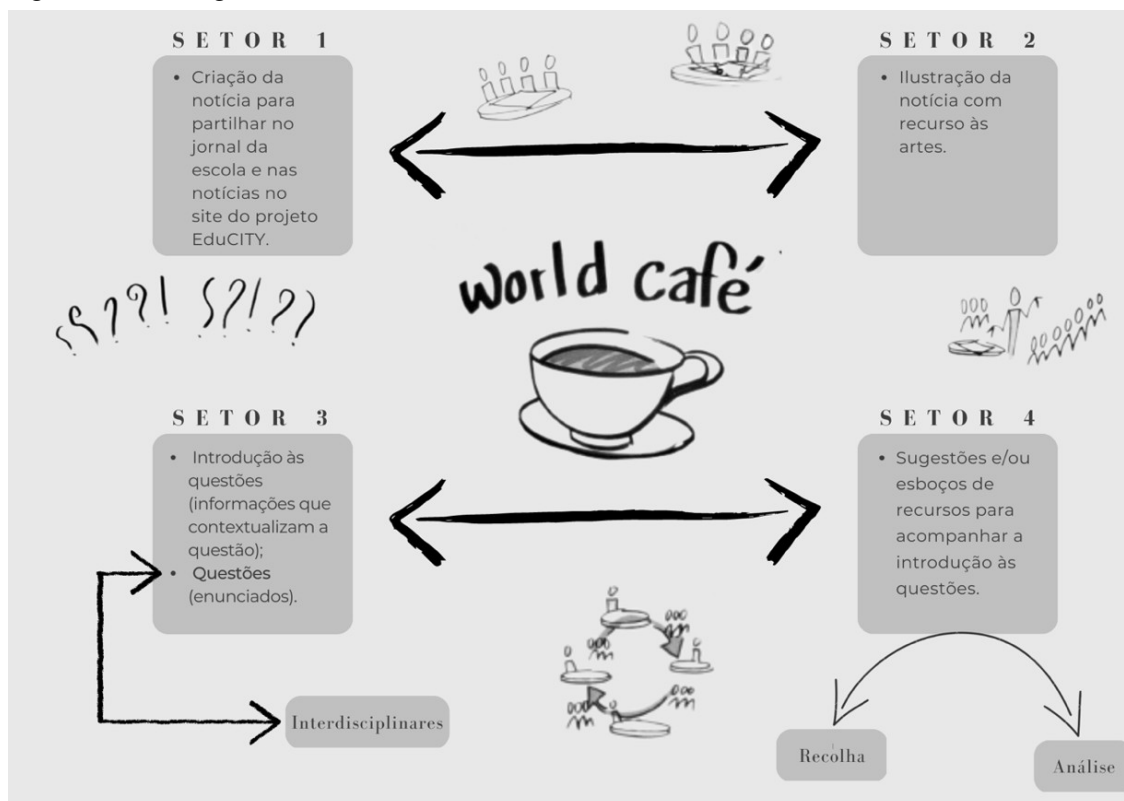 SETOR 1
• Criação da
notícia para
partilhar no
jornal da
escola e nas
notícias no
site do projeto
EduCITY.
SETOR 2
• Ilustração da
notícia com
recurso às
artes.
world café
??!? ?!??
SETOR 3
• Introdução às
questões
(informações que
contextualizam a
questão);
• Questões
(enunciados).
SETOR 4
• Sugestões e/ou
esboços de
recursos para
acompanhar a
introdução às
questões.
Interdisciplinares
Recolha
Análise